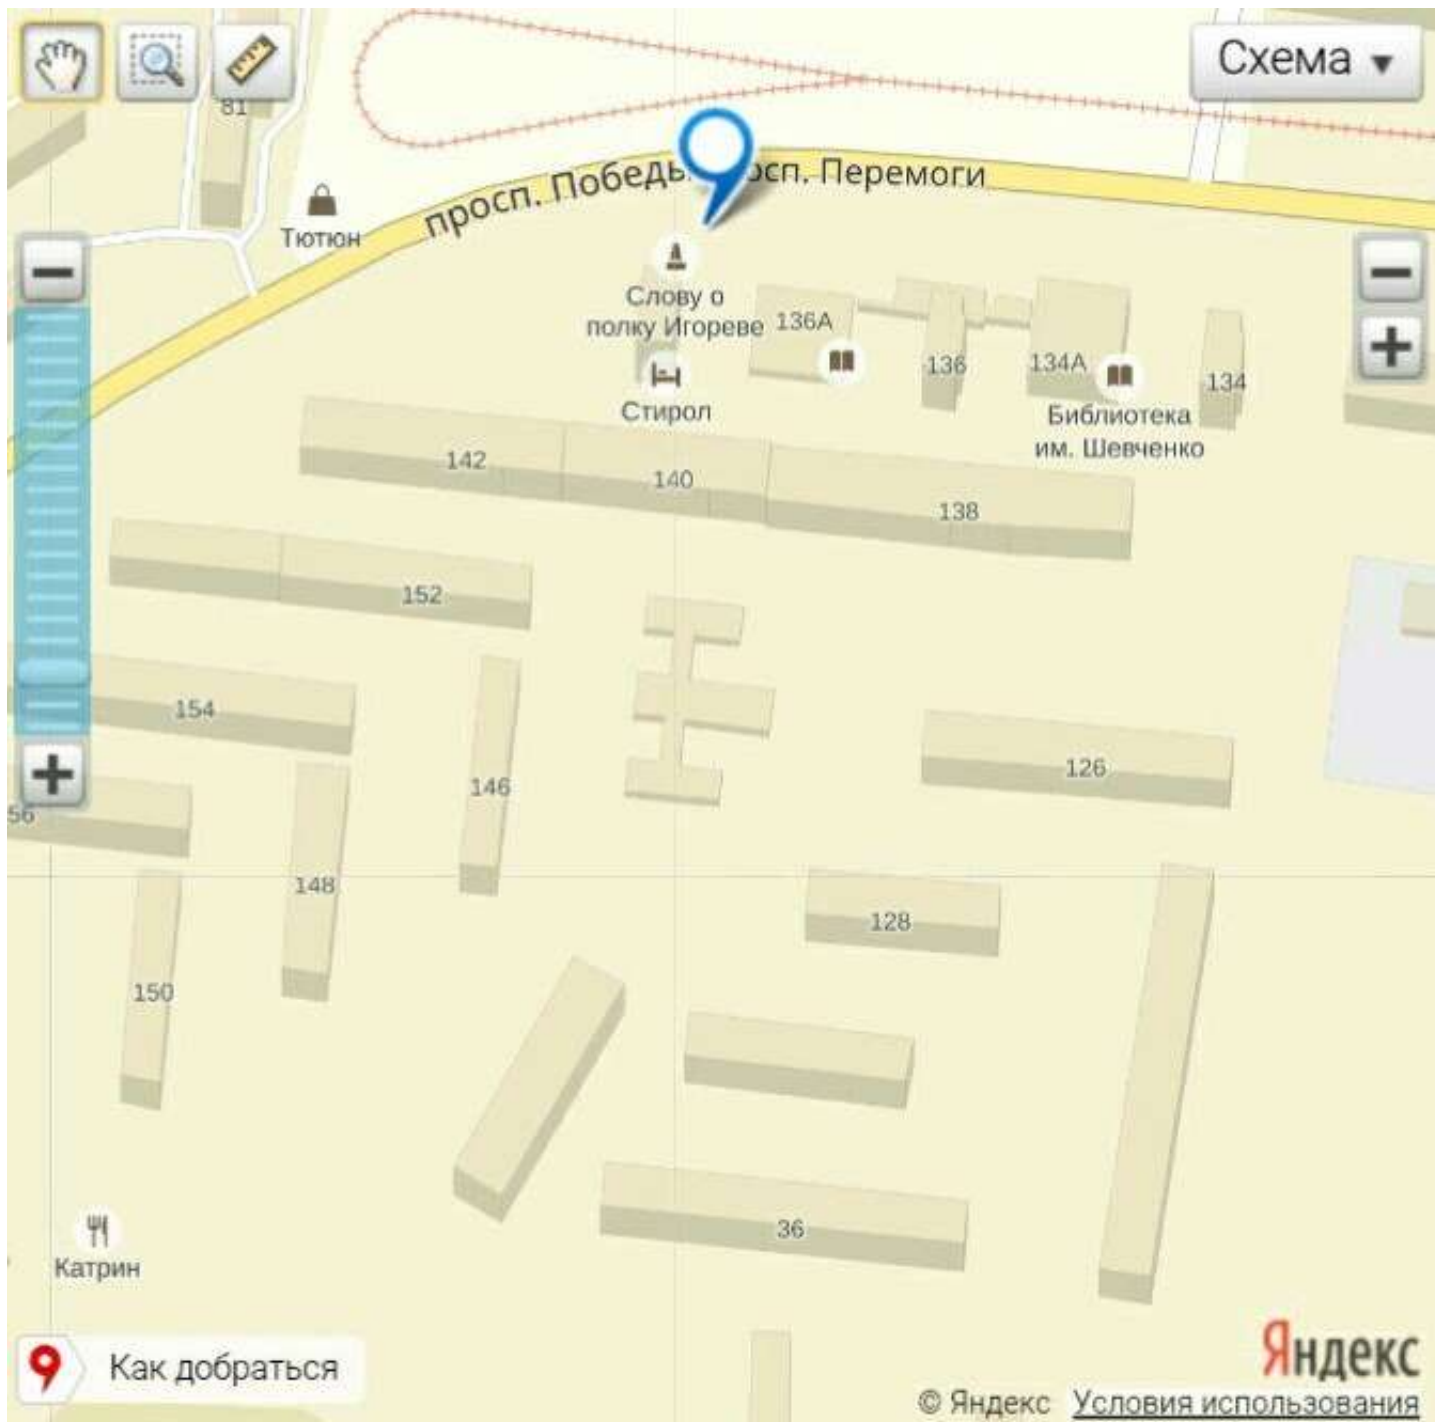 Схема
81
просп. Победы
просп. Перемоги
Тютюн
Слову о
полку Игореве
136А
136
134А
134
Стирол
Библиотека
им. Шевченко
142
140
138
152
154
146
126
56
148
128
150
36
Катрин
Как добраться
Яндекс
© Яндекс Условия использования